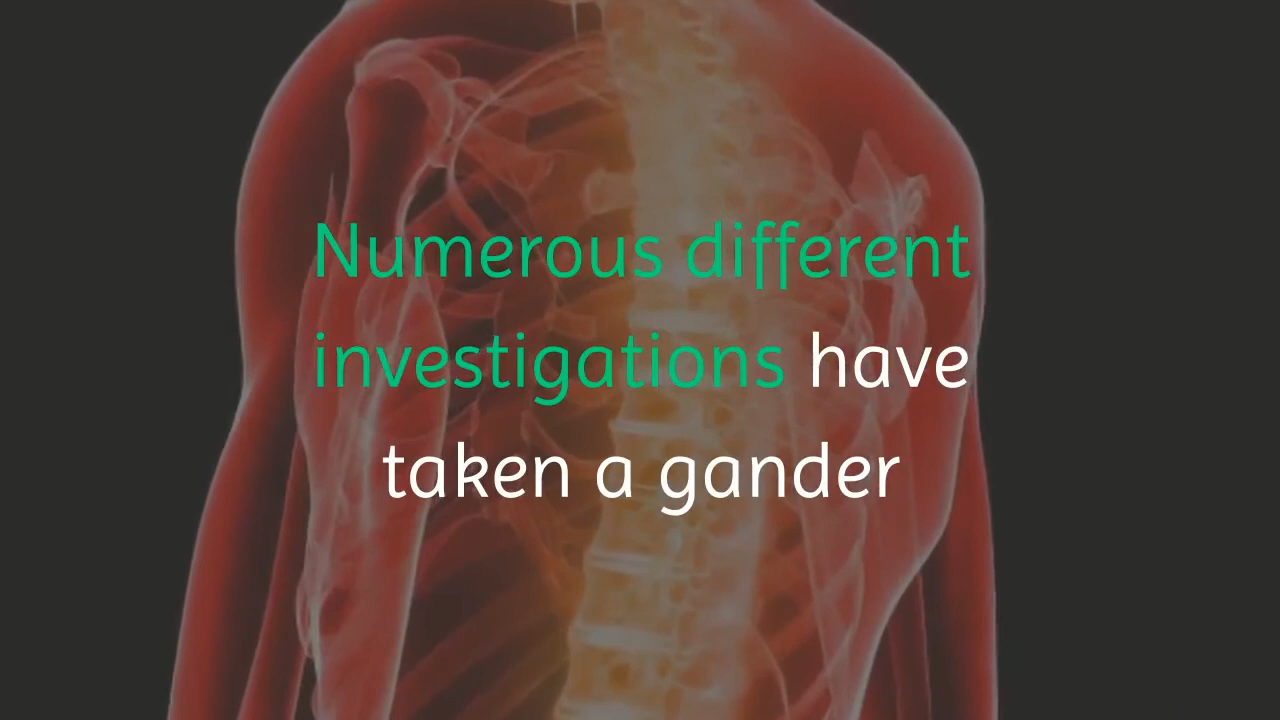 Numerous different
investigations have
taken a gander